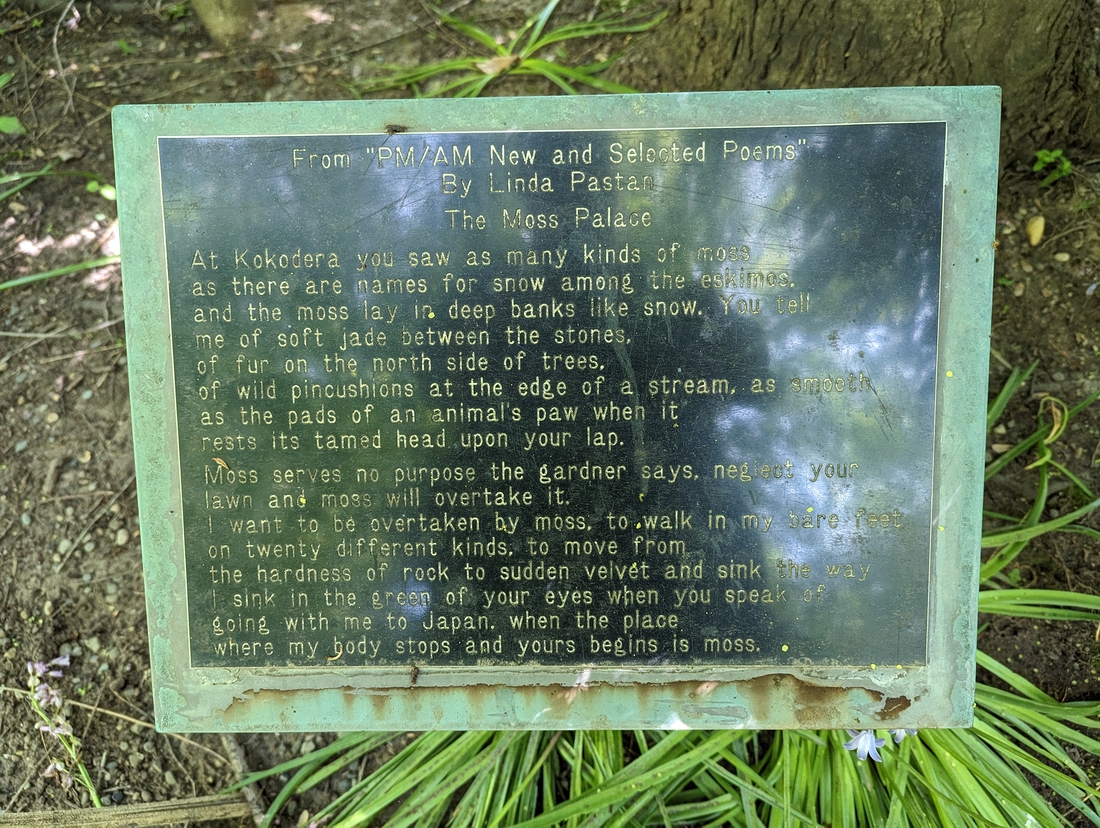 From "PM/AM New and Selected Poems"
By Linda Pastan
The Moss Palace
At Kokodera you saw as many kinds of moss
as there are names for snow among the eskimos,
and the moss lay in deep banks like snow. You tell
me of soft jade between the stones,
of fur on the north side of trees,
of wild pincushions at the edge of a stream, as smooth
as the pads of an animal's paw when it
rests its tamed head upon your lap.
Moss serves no purpose the gardner says, neglect your
lawn and moss will overtake it.
I want to be overtaken by moss, to walk in my bare feet
on twenty different kinds, to move from
the hardness of rock to sudden velvet and sink the way
I sink in the green of your eyes when you speak of
going with me to Japan, when the place
where my body stops and yours begins is moss.